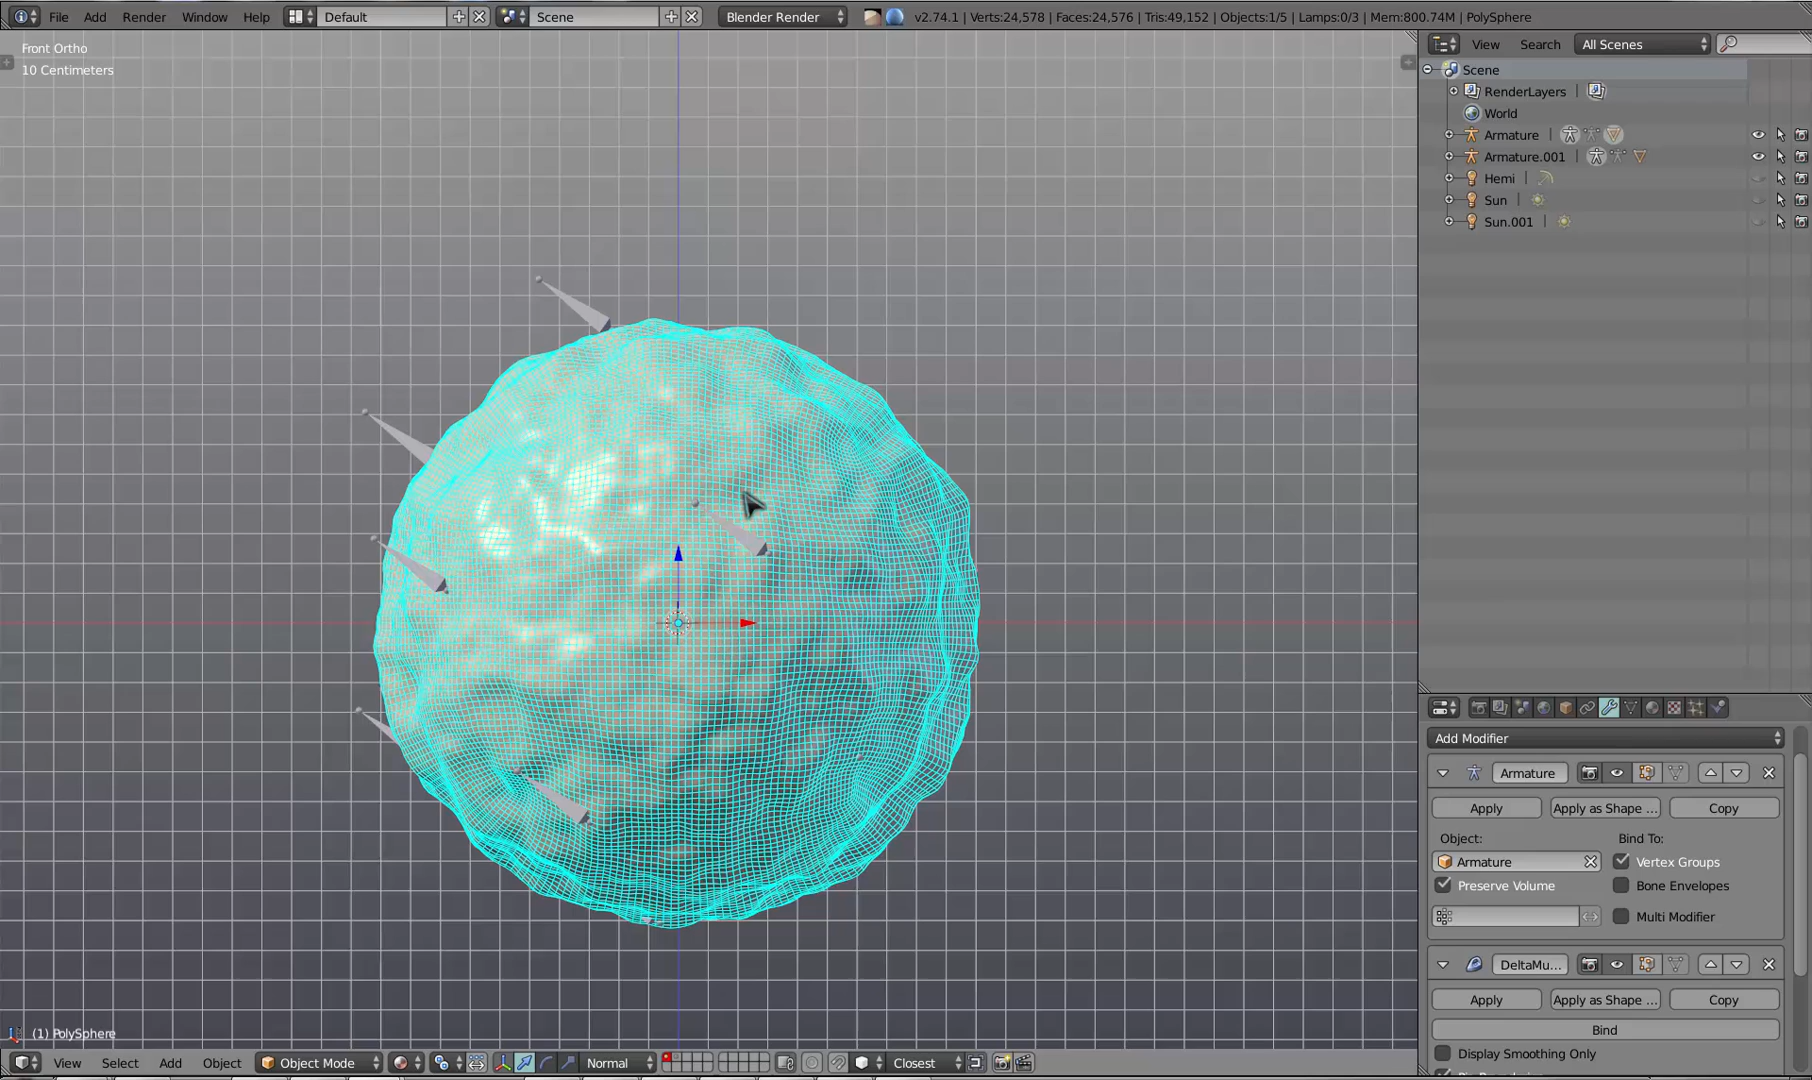 File Add Render Window Help Default Scene Blender Render v2.74.1 | Verts:24,578 | Faces:24,576 | Tris:49,152 | Objects:1/5 | Lamps:0/3 | Mem:800.74M | PolySphere
Front Ortho
10 Centimeters
(1) PolySphere
View Select Add Object Object Mode Normal Closest
View Search All Scenes
Scene
RenderLayers
World
Armature
Armature.001
Hemi
Sun
Sun.001
Add Modifier
Armature
Apply Apply as Shape ... Copy
Object: Bind To:
Armature Vertex Groups
Preserve Volume Bone Envelopes
Multi Modifier
DeltaMu...
Apply Apply as Shape ... Copy
Bind
Display Smoothing Only